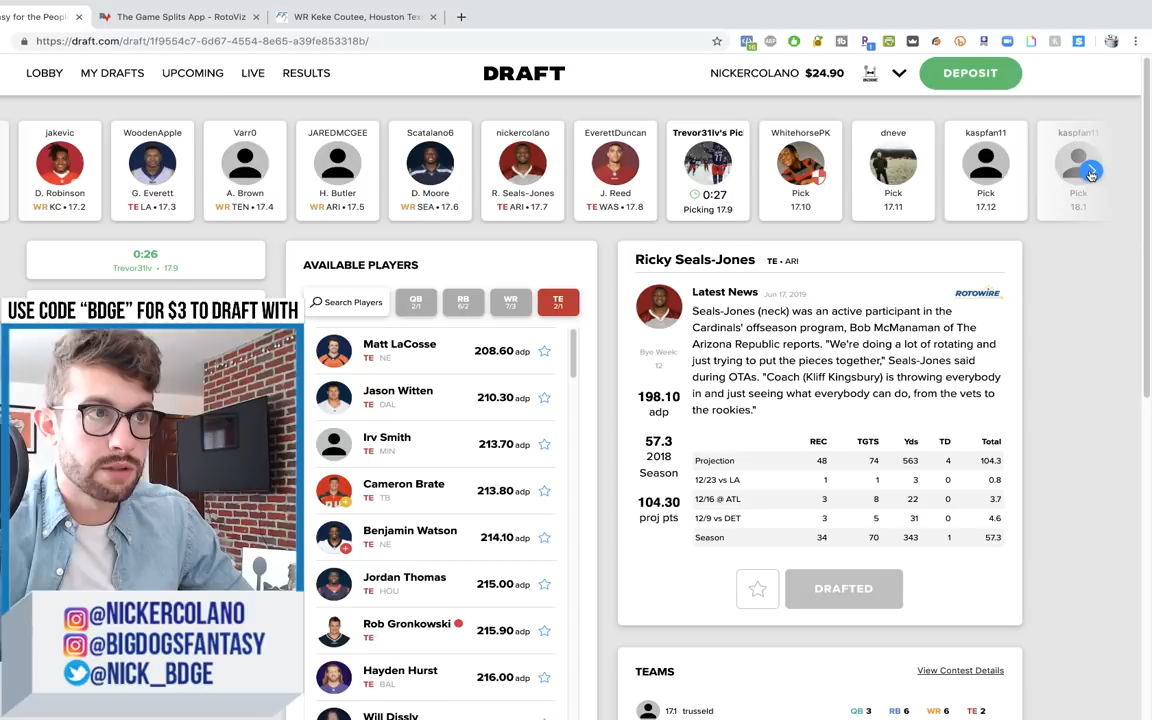 sy for the Peopl
The Game Splits App - RotoViz
WR Keke Coutee, Houston Te
https://draft.com/draft/1f9554c7-6d67-4554-8e65-a39fe853318b/
LOBBY MY DRAFTS UPCOMING LIVE RESULTS
DRAFT
NICKERCOLANO $24.90
DEPOSIT
jakevic
D. Robinson
WR KC • 17.2
WoodenApple
G. Everett
TE LA • 17.3
Varr0
A. Brown
WR TEN • 17.4
JAREDMCGEE
H. Butler
WR ARI • 17.5
Scatalano6
D. Moore
WR SEA • 17.6
nickercolano
R. Seals-Jones
TE ARI • 17.7
EverettDuncan
J. Reed
TE WAS • 17.8
Trevor31lv's Pic
0:27
Picking 17.9
WhitehorsePK
Pick
17.10
dneve
Pick
17.11
kaspfan11
Pick
17.12
kaspfan11
Pick
18.1
0:26
Trevor31lv • 17.9
USE CODE "BDGE" FOR $3 TO DRAFT WITH
@NICKERCOLANO
@BIGDOGSFANTASY
@NICK_BDGE
AVAILABLE PLAYERS
Search Players
QB
2/1
RB
6/2
WR
7/3
TE
2/1
Matt LaCosse
TE NE
208.60 adp
Jason Witten
TE DAL
210.30 adp
Irv Smith
TE MIN
213.70 adp
Cameron Brate
TE TB
213.80 adp
Benjamin Watson
TE NE
214.10 adp
Jordan Thomas
TE HOU
215.00 adp
Rob Gronkowski
TE
215.90 adp
Hayden Hurst
TE BAL
216.00 adp
Will Dissly
Ricky Seals-Jones TE • ARI
Latest News Jun 17, 2019
ROTOWIRE
Seals-Jones (neck) was an active participant in the
Cardinals' offseason program, Bob McManaman of The
Arizona Republic reports. "We're doing a lot of rotating and
just trying to put the pieces together," Seals-Jones said
during OTAs. "Coach (Kliff Kingsbury) is throwing everybody
in and just seeing what everybody can do, from the vets to
the rookies."
Bye Week:
12
198.10
adp
57.3
2018
Season
104.30
proj pts
REC TGTS Yds TD Total
Projection 48 74 563 4 104.3
12/23 vs LA 1 1 3 0 0.8
12/16 @ ATL 3 8 22 0 3.7
12/9 vs DET 3 5 31 0 4.6
Season 34 70 343 1 57.3
DRAFTED
TEAMS
View Contest Details
17.1 trusseld
QB 3 RB 6 WR 6 TE 2